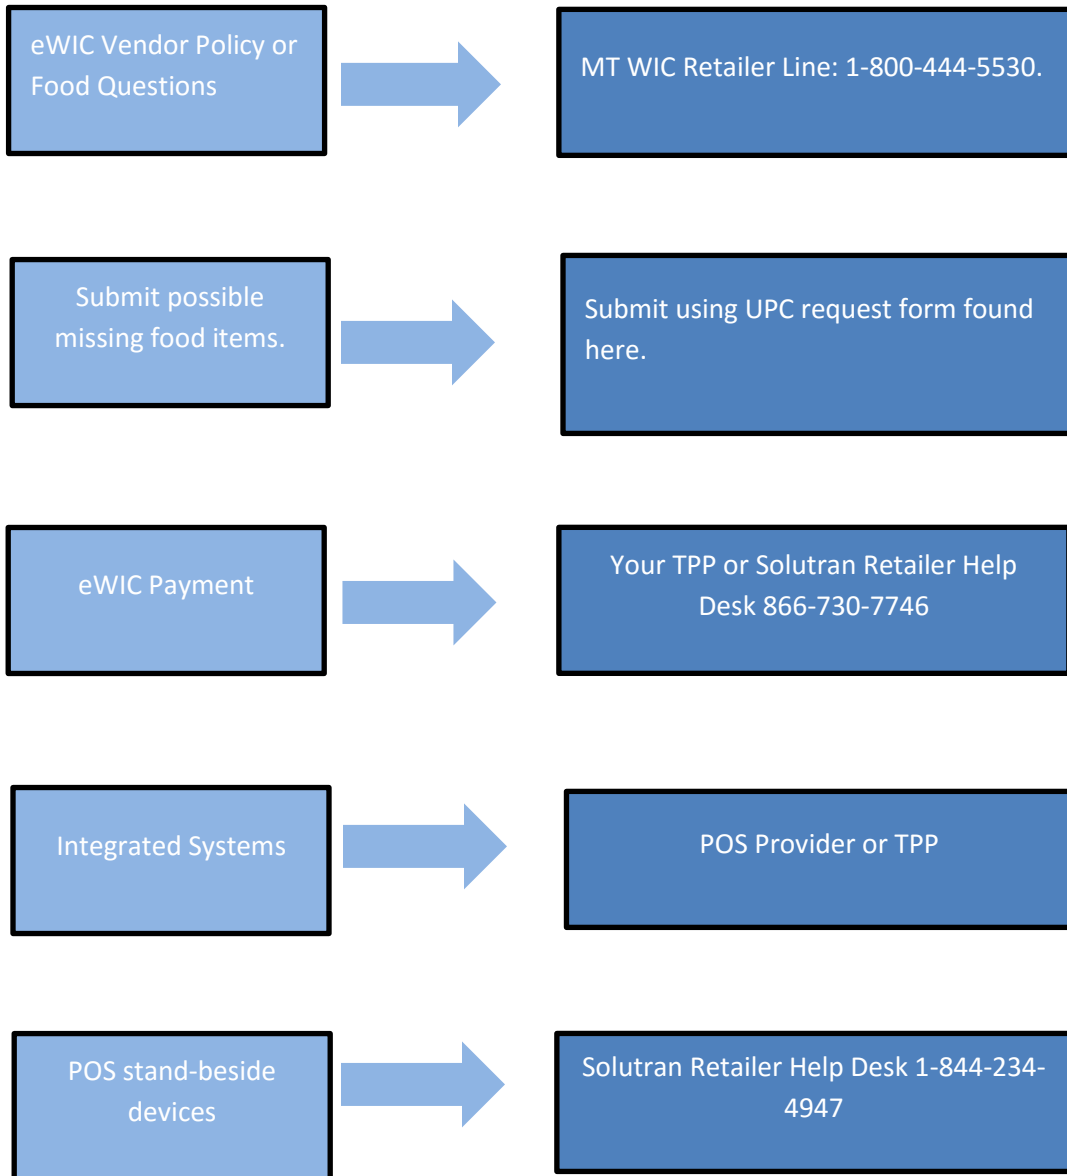 eWIC Vendor Policy or
Food Questions
MT WIC Retailer Line: 1-800-444-5530.
Submit possible
missing food items.
Submit using UPC request form found
here.
eWIC Payment
Your TPP or Solutran Retailer Help
Desk 866-730-7746
Integrated Systems
POS Provider or TPP
POS stand-beside
devices
Solutran Retailer Help Desk 1-844-234-
4947